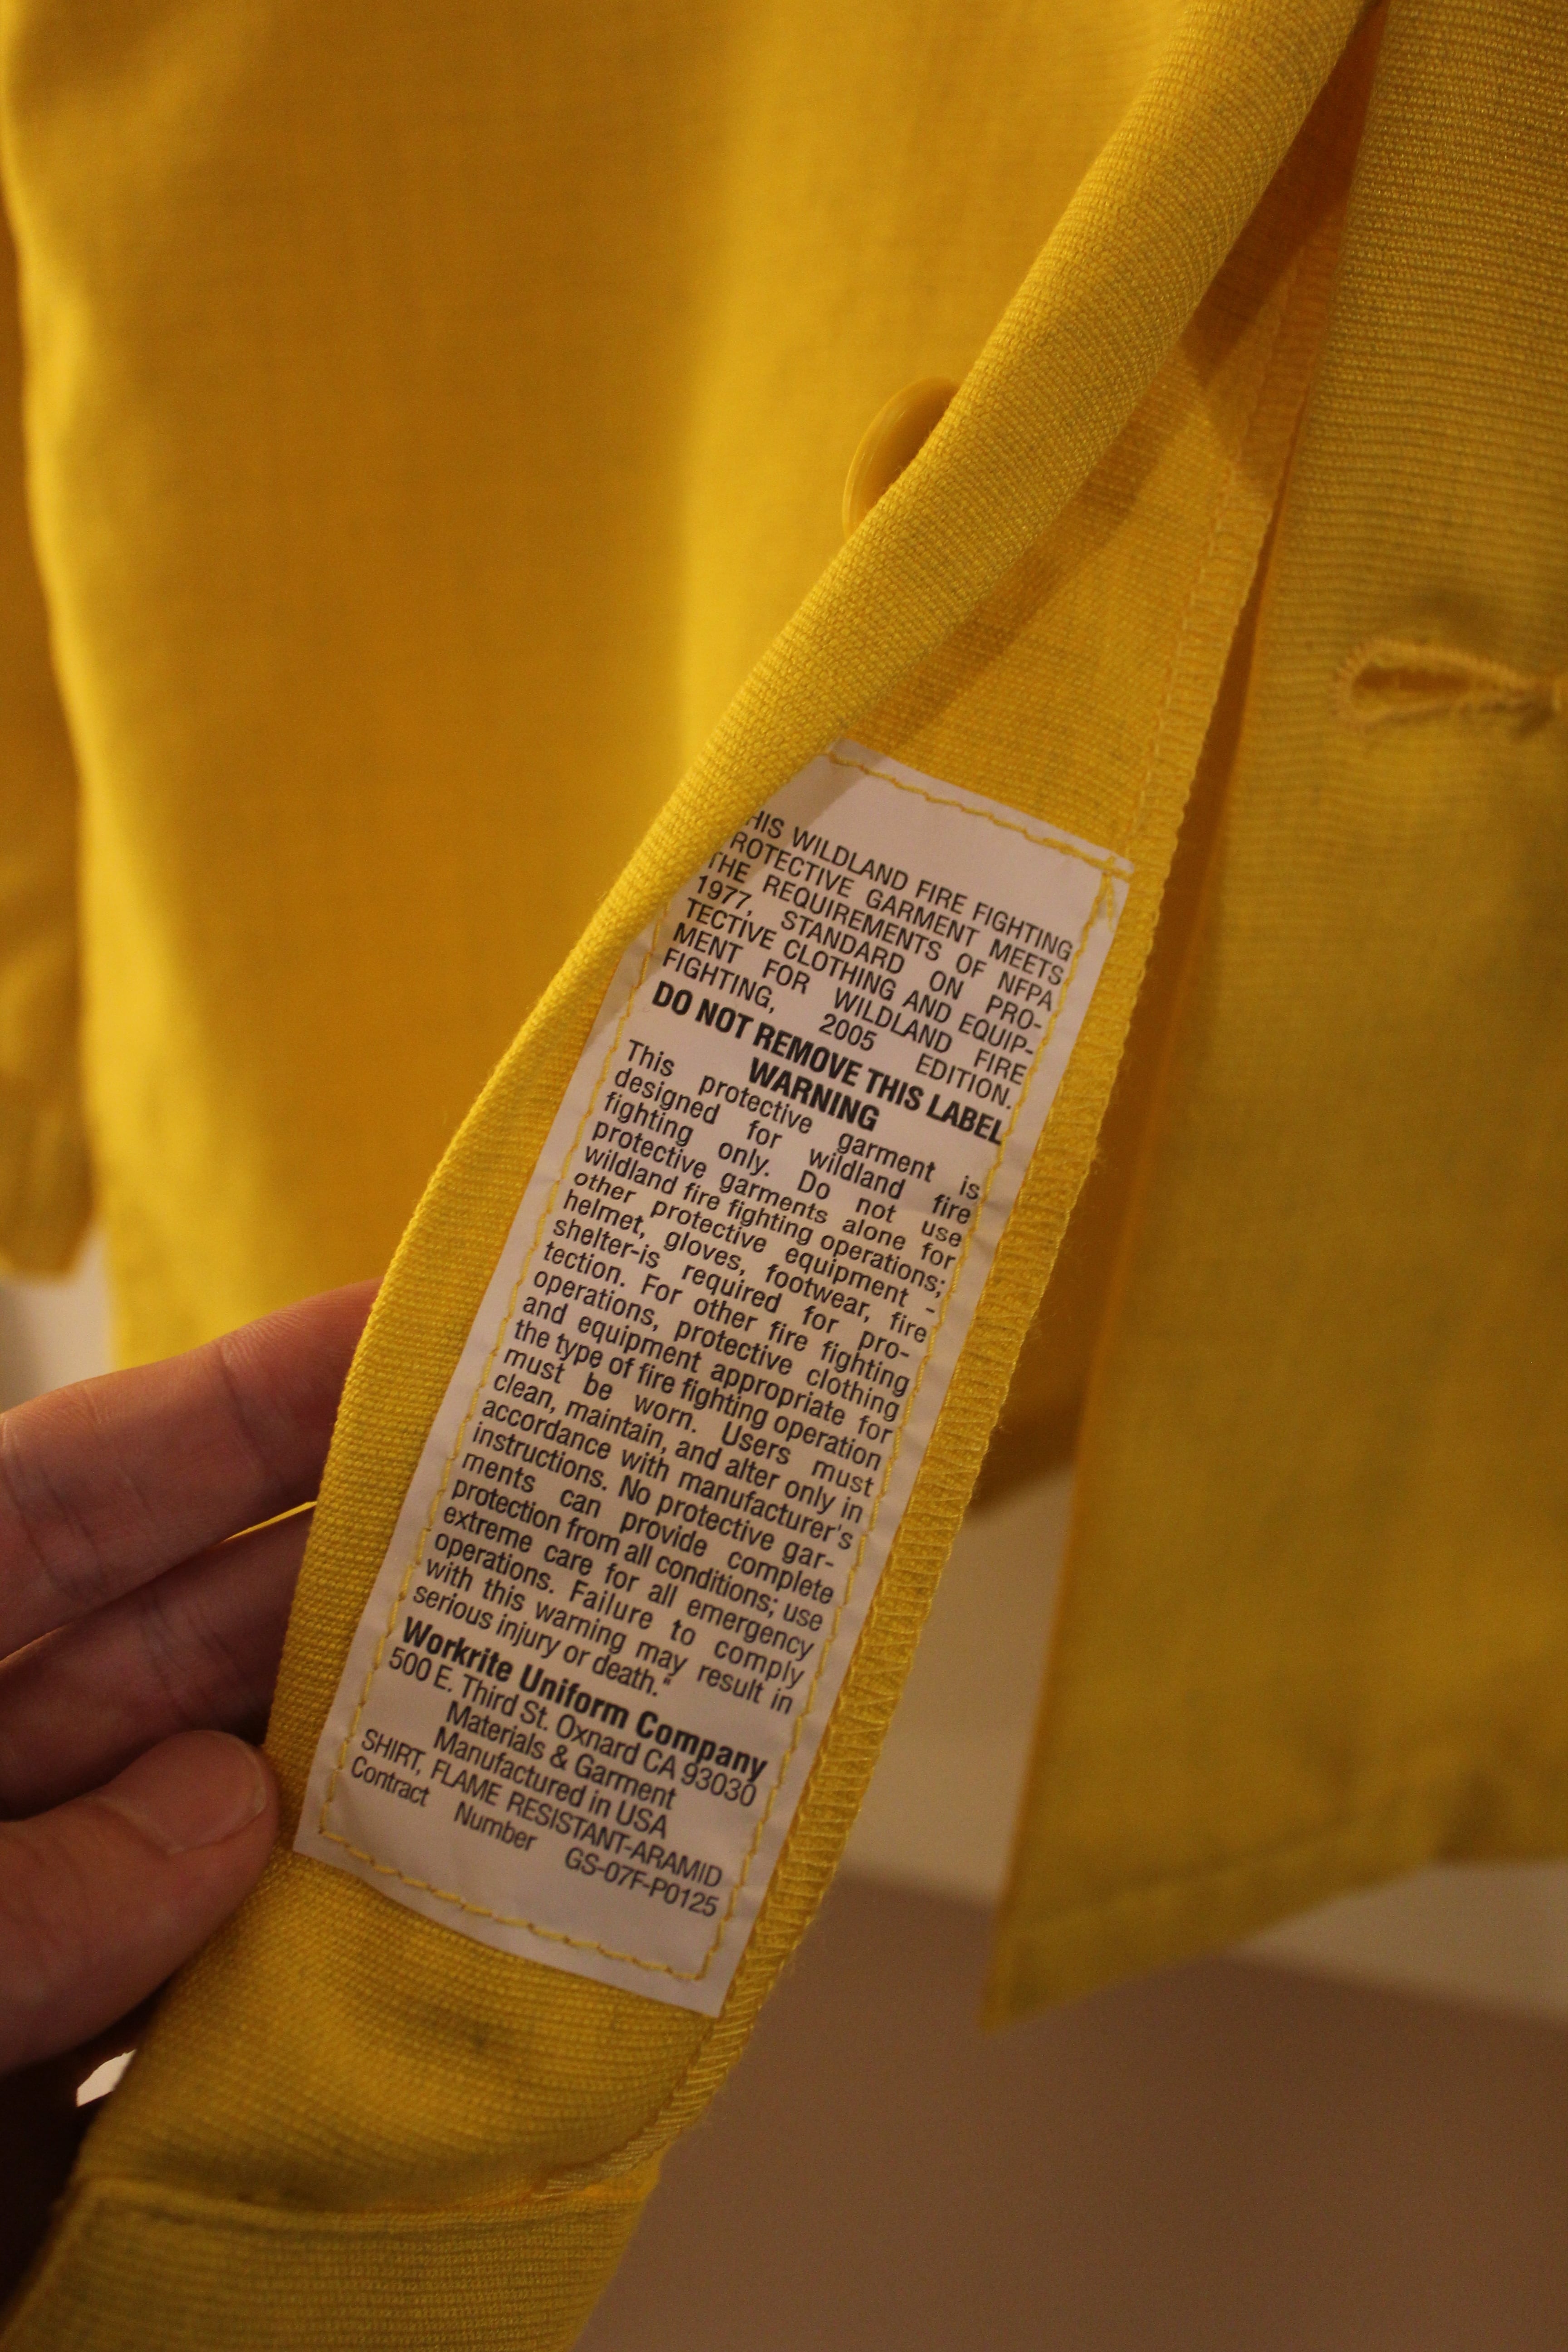 HIS WILDLAND FIRE FIGHTING
ROTECTIVE GARMENT MEETS
THE REQUIREMENTS OF NFPA
1977, STANDARD ON PRO-
TECTIVE CLOTHING AND EQUIP-
MENT FOR WILDLAND FIRE
FIGHTING, 2005 EDITION.
DO NOT REMOVE THIS LABEL
WARNING
This protective garment is
designed for wildland fire
fighting only. Do not use
protective garments alone for
wildland fire fighting operations;
other protective equipment -
helmet, gloves, footwear, fire
shelter-is required for pro-
tection. For other fire fighting
operations, protective clothing
and equipment appropriate for
the type of fire fighting operation
must be worn. Users must
clean, maintain, and alter only in
accordance with manufacturer's
instructions. No protective gar-
ments can provide complete
protection from all conditions; use
extreme care for all emergency
operations. Failure to comply
with this warning may result in
serious injury or death."
Workrite Uniform Company
500 E. Third St. Oxnard CA 93030
Materials & Garment
Manufactured in USA
SHIRT, FLAME RESISTANT-ARAMID
Contract Number GS-07F-P0125